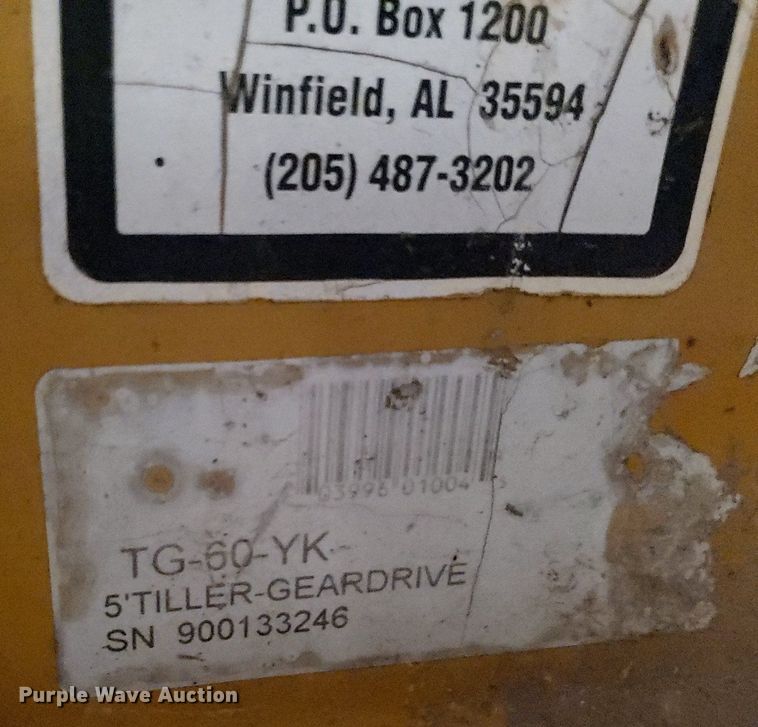 P.O. Box 1200
Winfield, AL 35594
(205) 487-3202
TG-60-YK
5'TILLER-GEARDRIVE
SN 900133246
Purple Wave Auction